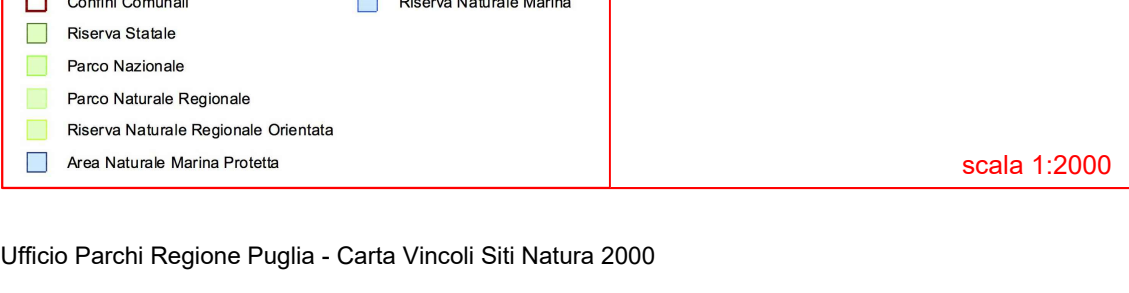 Confini Comunali
Riserva Naturale Marina
Riserva Statale
Parco Nazionale
Parco Naturale Regionale
Riserva Naturale Regionale Orientata
Area Naturale Marina Protetta
scala 1:2000
Ufficio Parchi Regione Puglia - Carta Vincoli Siti Natura 2000